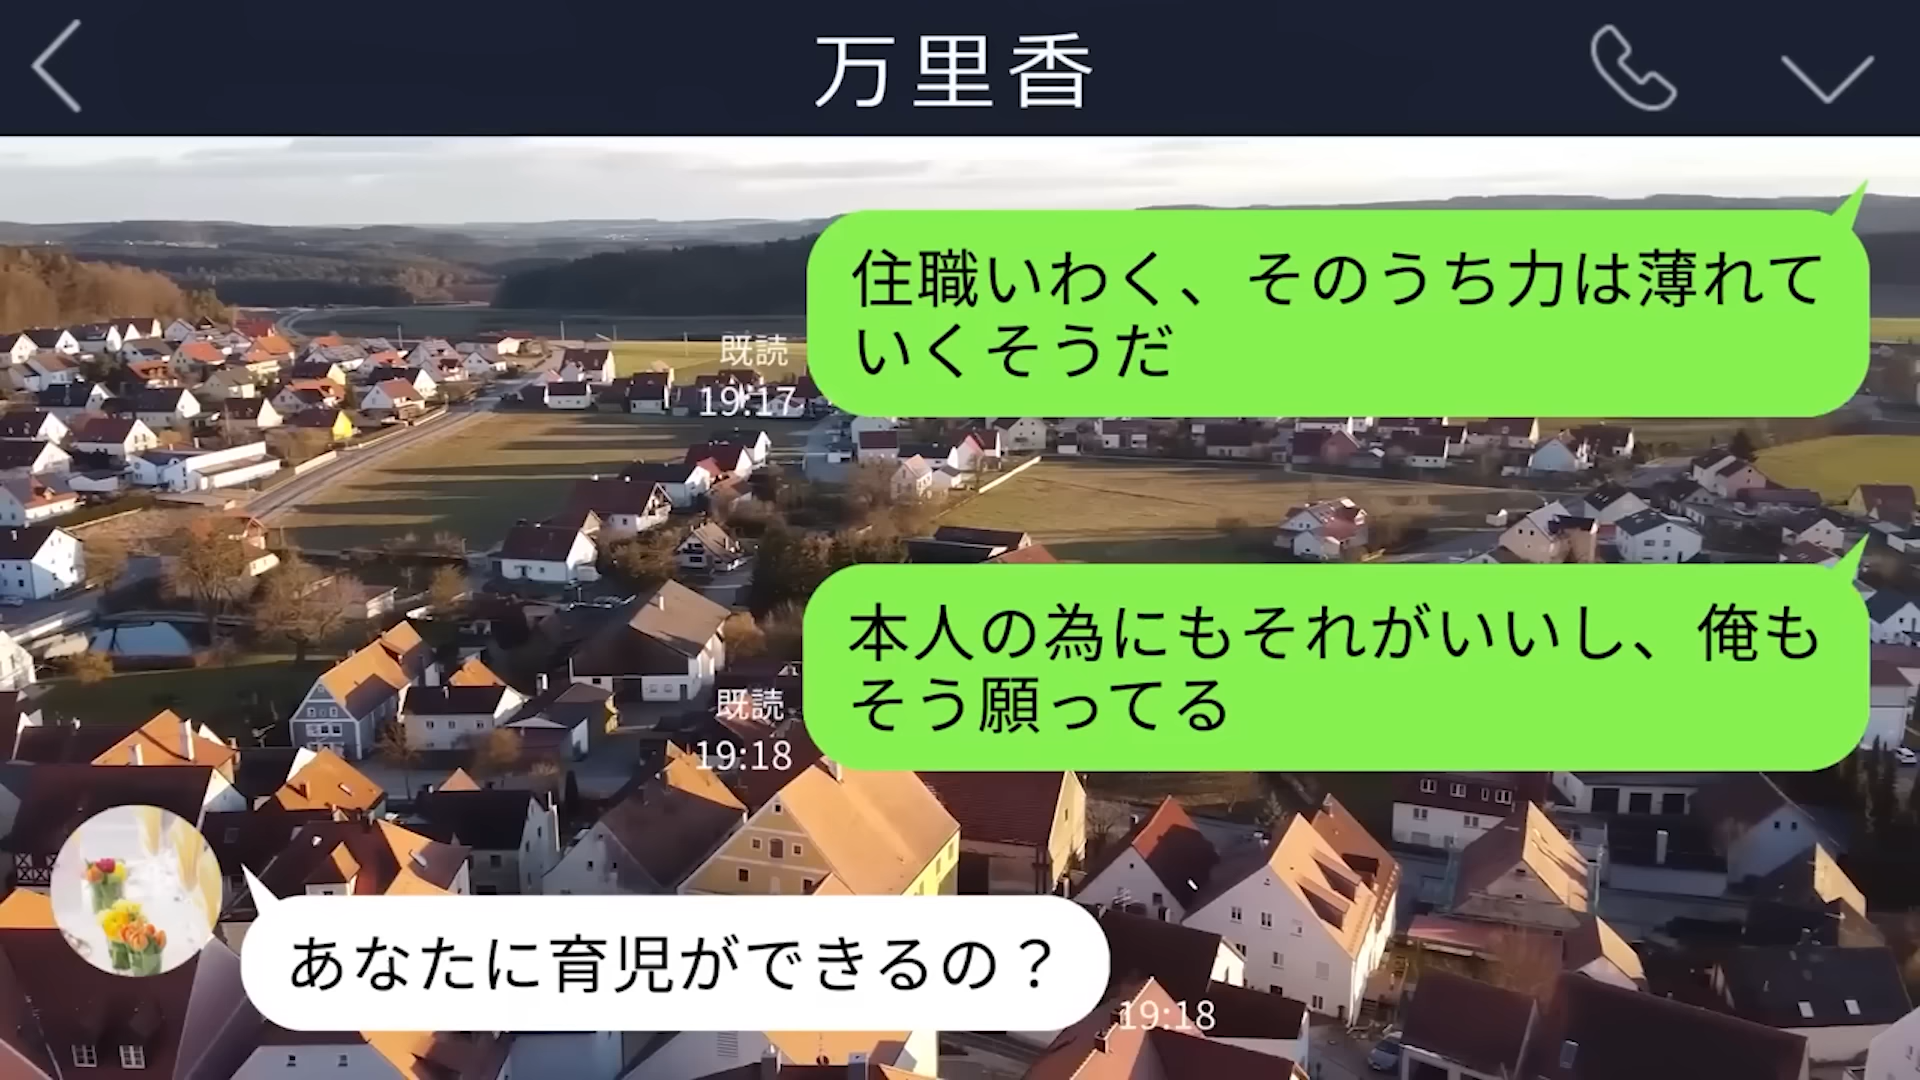 万里香
住職いわく、そのうち力は薄れて
いくそうだ
既読
19:17
本人の為にもそれがいいし、俺も
そう願ってる
既読
19:18
あなたに育児ができるの？
19:18